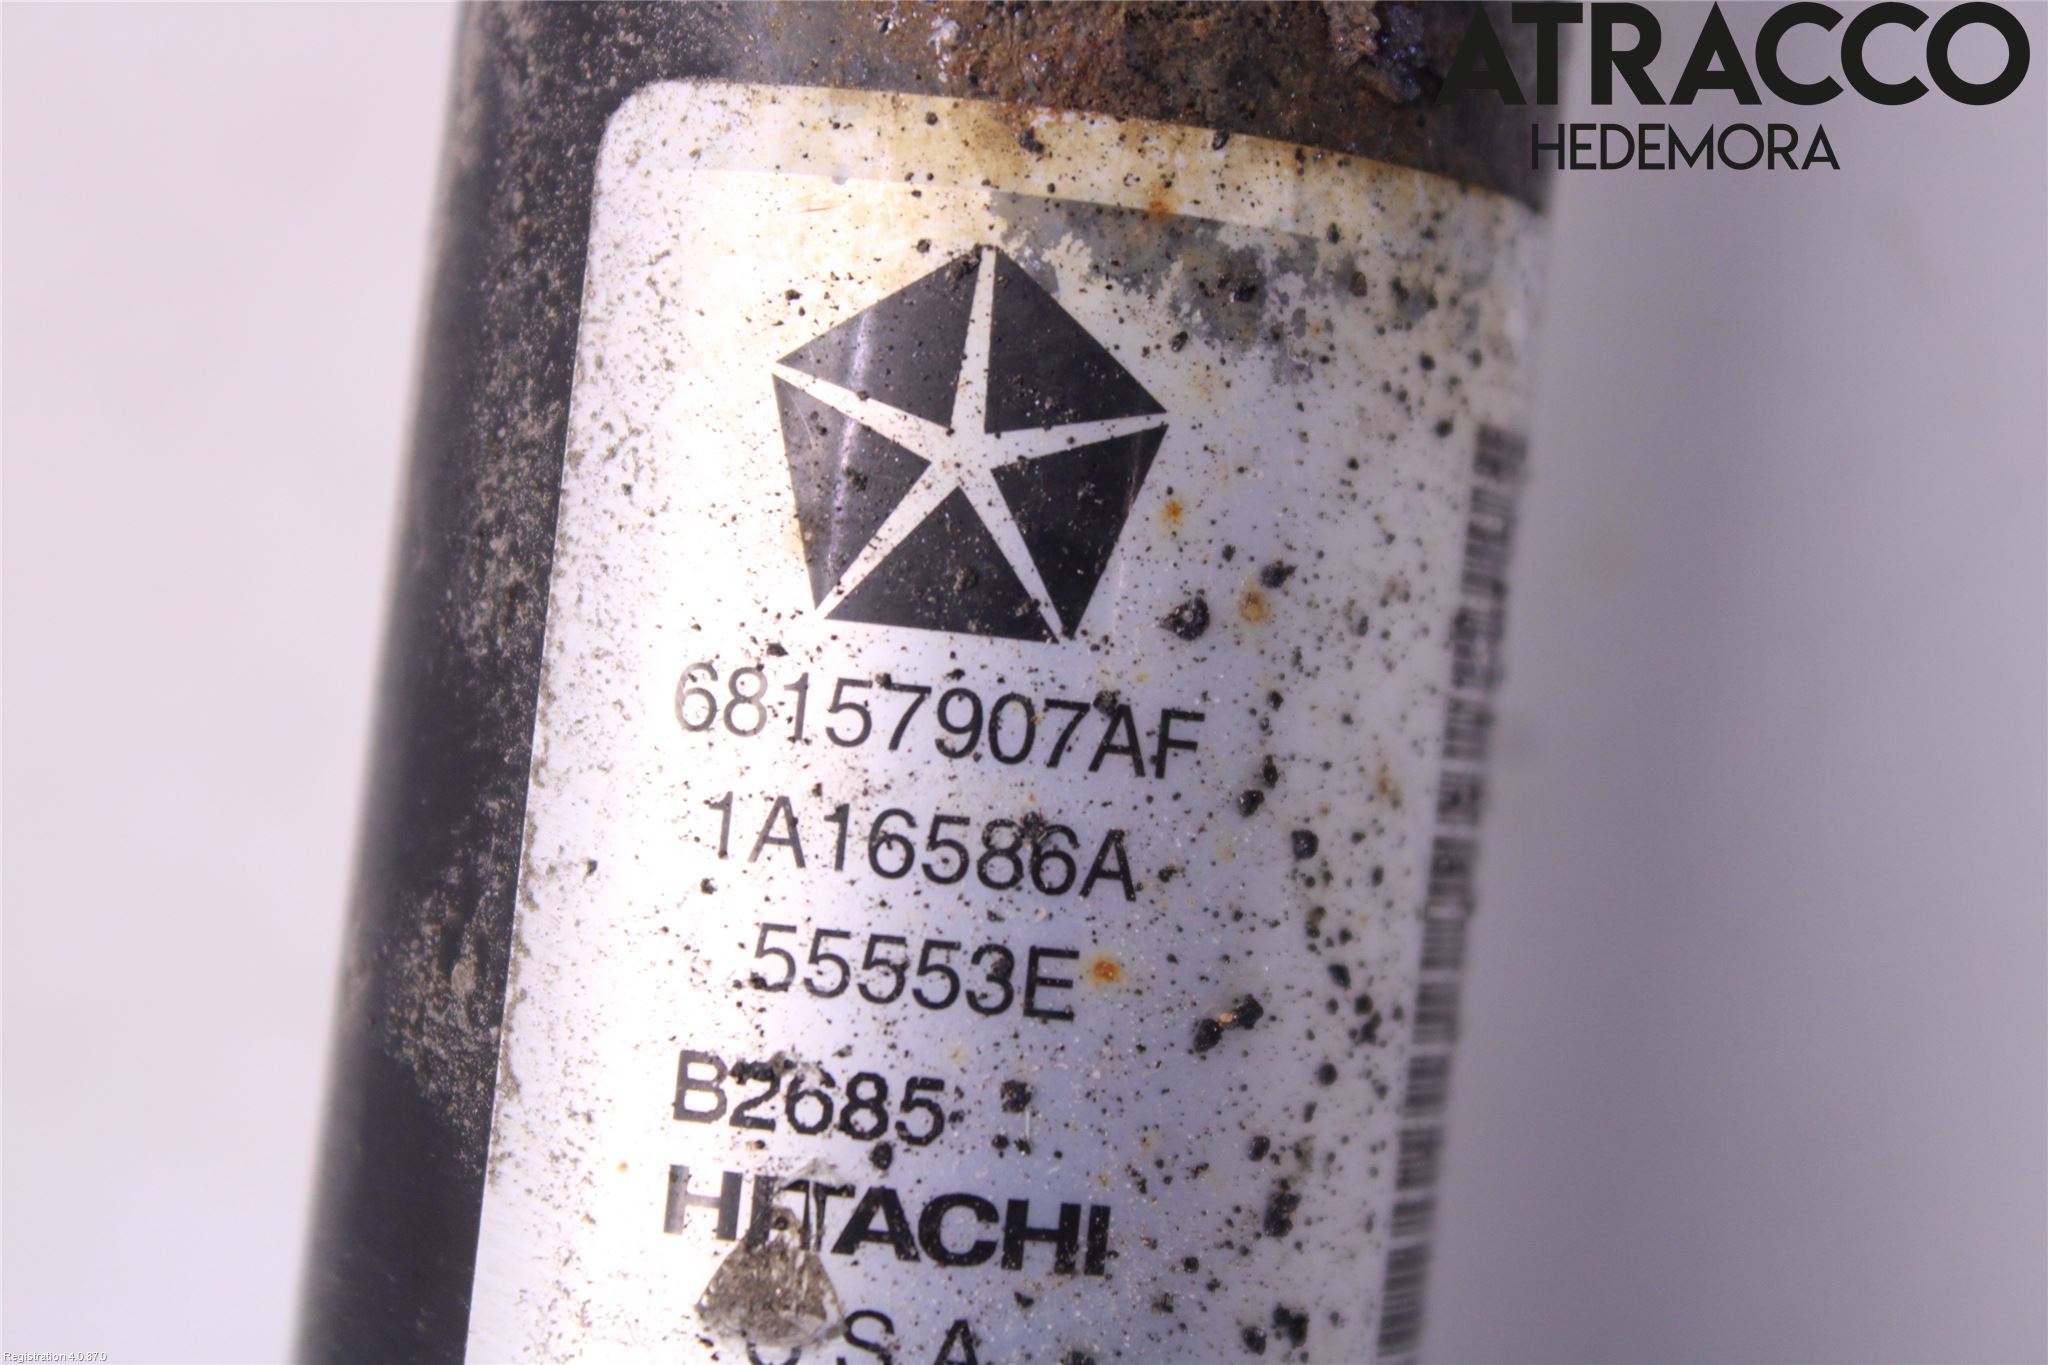 ATRACCO
HEDEMORA
68157907AF
1A16586A
55553E
B2685
HITACHI
U.S.A.
Registration 4.0.87.0